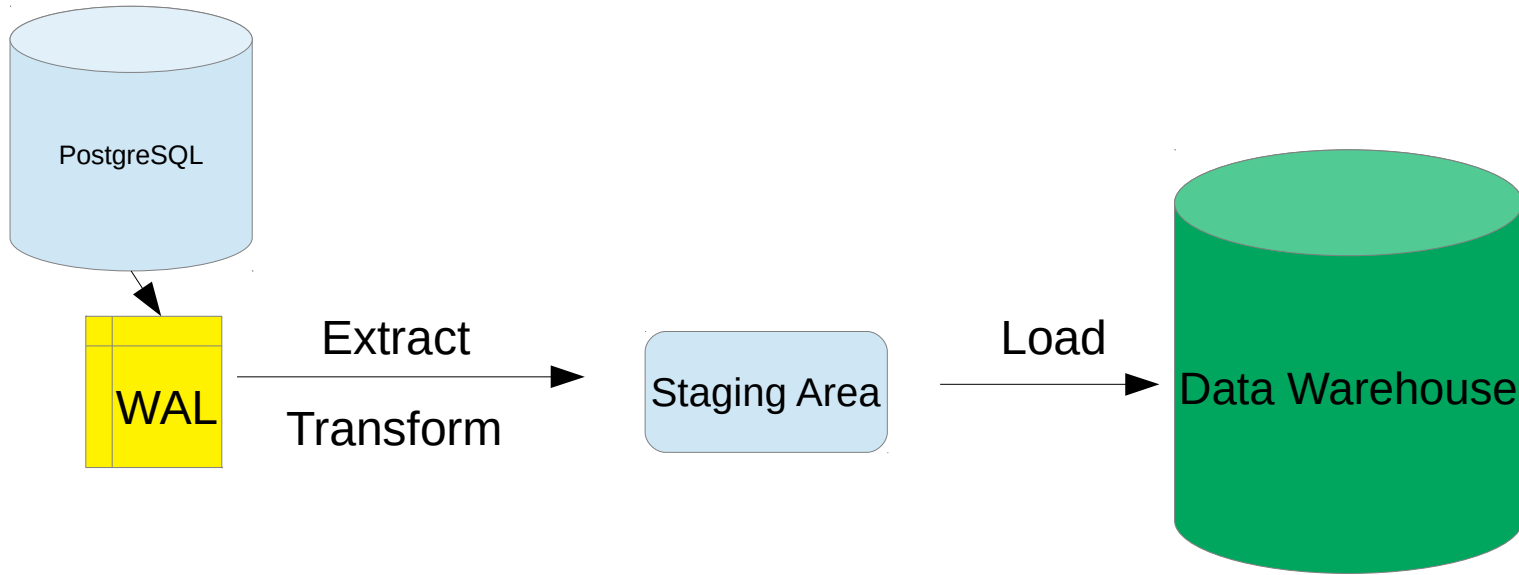 PostgreSQL
WAL
Extract
Transform
Staging Area
Load
Data Warehouse